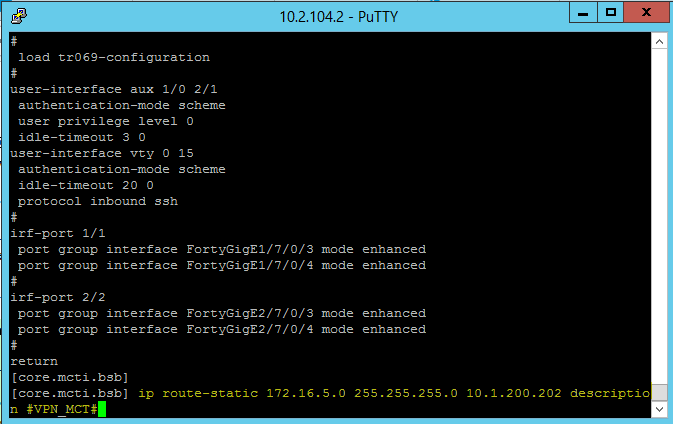 10.2.104.2 - PuTTY
#
load tr069-configuration
#
user-interface aux 1/0 2/1
authentication-mode scheme
user privilege level 0
idle-timeout 3 0
user-interface vty 0 15
authentication-mode scheme
idle-timeout 20 0
protocol inbound ssh
#
irf-port 1/1
port group interface FortyGigE1/7/0/3 mode enhanced
port group interface FortyGigE1/7/0/4 mode enhanced
#
irf-port 2/2
port group interface FortyGigE2/7/0/3 mode enhanced
port group interface FortyGigE2/7/0/4 mode enhanced
#
return
[core.mcti.bsb]
[core.mcti.bsb] ip route-static 172.16.5.0 255.255.255.0 10.1.200.202 descriptio
n #VPN_MCT#